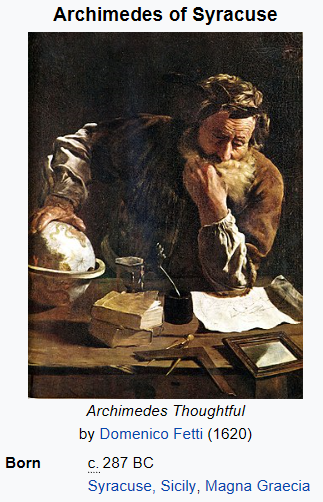 Archimedes of Syracuse
Archimedes Thoughtful
by Domenico Fetti (1620)
Born c. 287 BC
Syracuse, Sicily, Magna Graecia